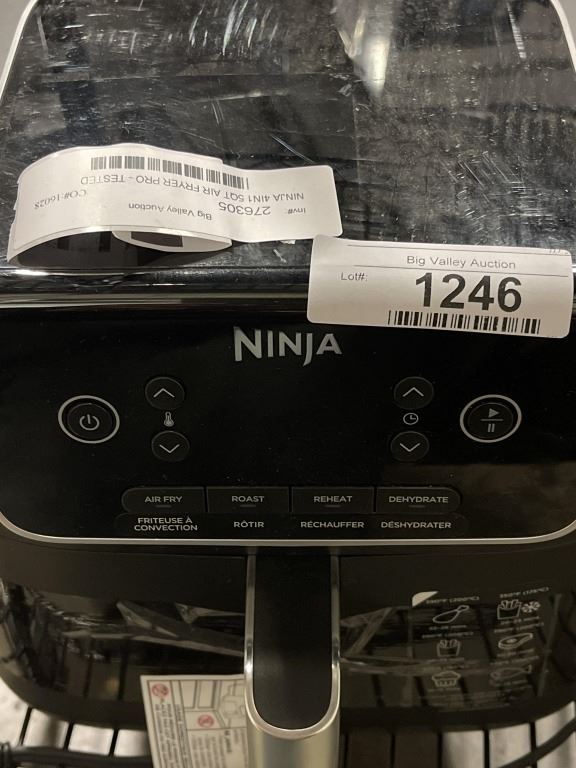 Inv#: 276305 Big Valley Auction CO#:16028
NINJA 4IN1 5QT AIR FRYER PRO - TESTED
Big Valley Auction
Lot#: 1246
NINJA
AIR FRY ROAST REHEAT DEHYDRATE
FRITEUSE À CONVECTION RÔTIR RÉCHAUFFER DÉSHYDRATER